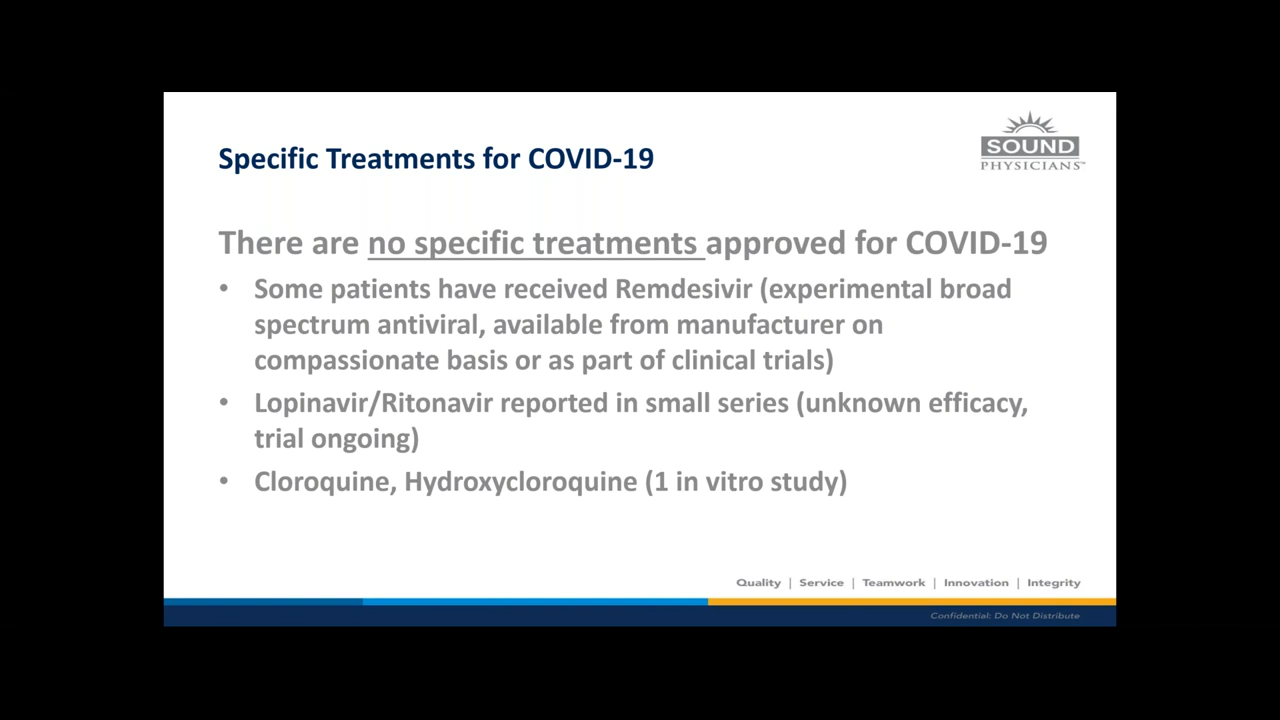 Specific Treatments for COVID-19
SOUND
PHYSICIANS™
There are no specific treatments approved for COVID-19
• Some patients have received Remdesivir (experimental broad
spectrum antiviral, available from manufacturer on
compassionate basis or as part of clinical trials)
• Lopinavir/Ritonavir reported in small series (unknown efficacy,
trial ongoing)
• Cloroquine, Hydroxycloroquine (1 in vitro study)
Quality | Service | Teamwork | Innovation | Integrity
Confidential: Do Not Distribute